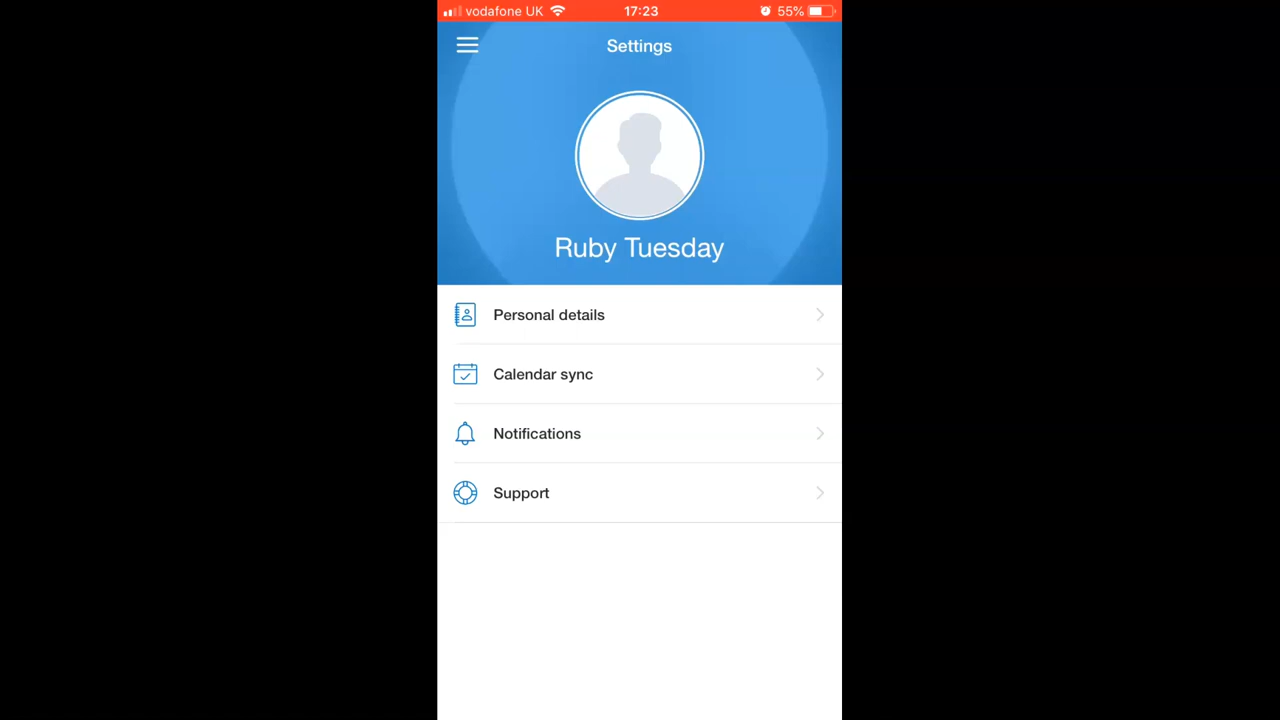 vodafone UK 17:23 55%
Settings
Ruby Tuesday
Personal details
Calendar sync
Notifications
Support